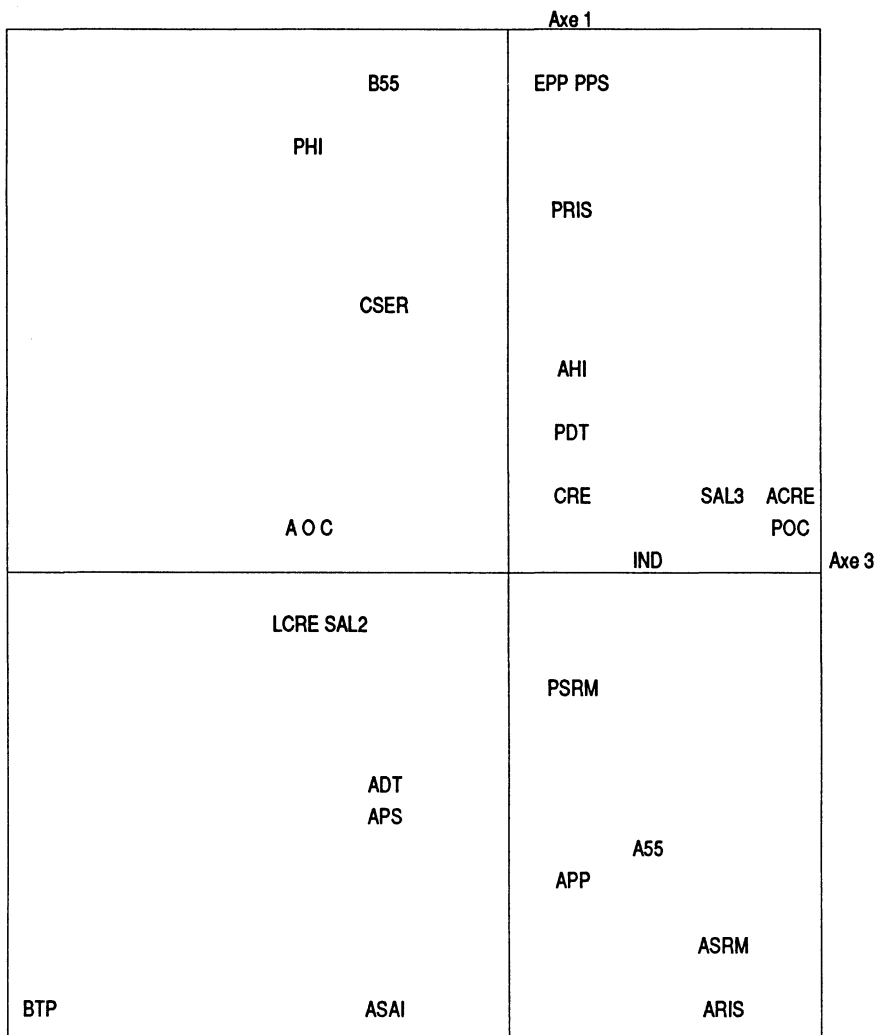 Axe 1
B55 EPP PPS
PHI
PRIS
CSER
AHI
PDT
CRE SAL3 ACRE
A O C POC
IND Axe 3
LCRE SAL2
PSRM
ADT
APS
A55
APP
ASRM
BTP ASAI ARIS